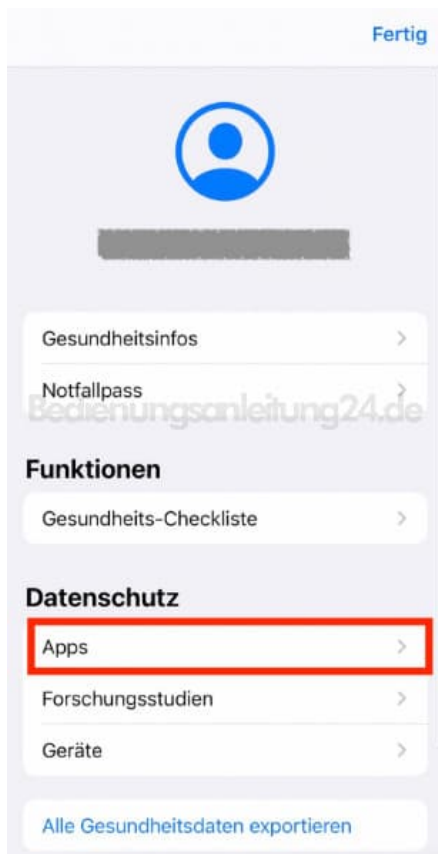 Fertig
Gesundheitsinfos
Notfallpass
Bedienungsanleitung24.de
Funktionen
Gesundheits-Checkliste
Datenschutz
Apps
Forschungsstudien
Geräte
Alle Gesundheitsdaten exportieren